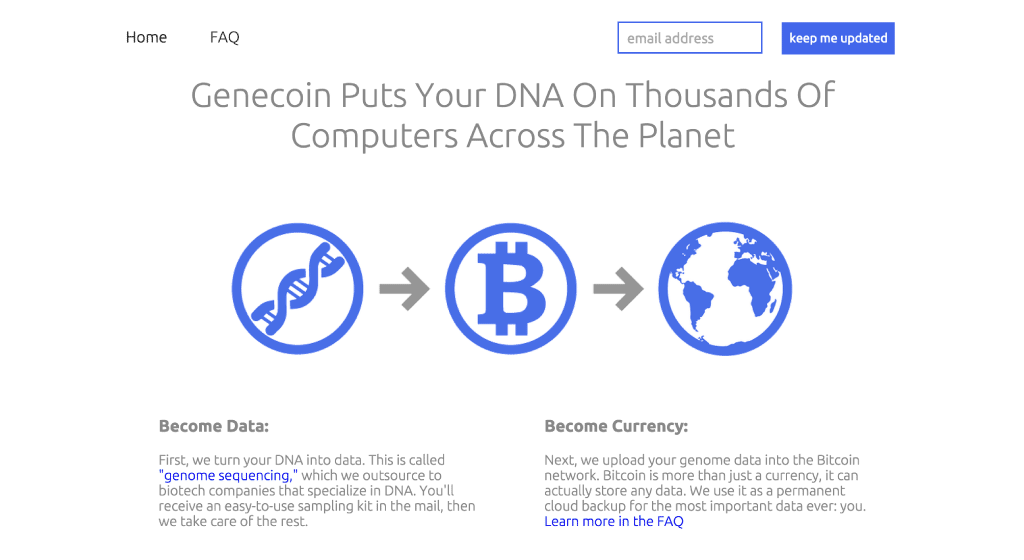 Home
FAQ
email address
keep me updated
Genecoin Puts Your DNA On Thousands Of
Computers Across The Planet
Become Data:
First, we turn your DNA into data. This is called
"genome sequencing," which we outsource to
biotech companies that specialize in DNA. You'll
receive an easy-to-use sampling kit in the mail, then
we take care of the rest.
Become Currency:
Next, we upload your genome data into the Bitcoin
network. Bitcoin is more than just a currency, it can
actually store any data. We use it as a permanent
cloud backup for the most important data ever: you.
Learn more in the FAQ